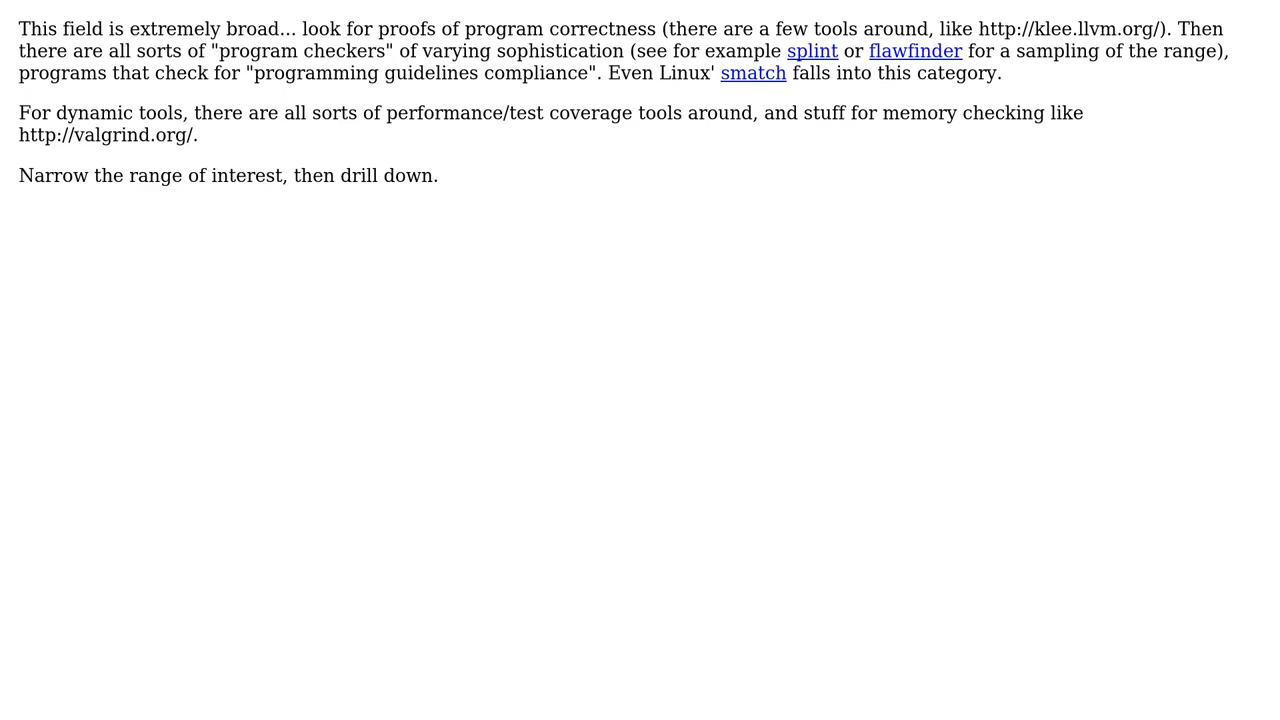 This field is extremely broad... look for proofs of program correctness (there are a few tools around, like http://klee.llvm.org/). Then
there are all sorts of "program checkers" of varying sophistication (see for example splint or flawfinder for a sampling of the range),
programs that check for "programming guidelines compliance". Even Linux' smatch falls into this category.
For dynamic tools, there are all sorts of performance/test coverage tools around, and stuff for memory checking like
http://valgrind.org/.
Narrow the range of interest, then drill down.